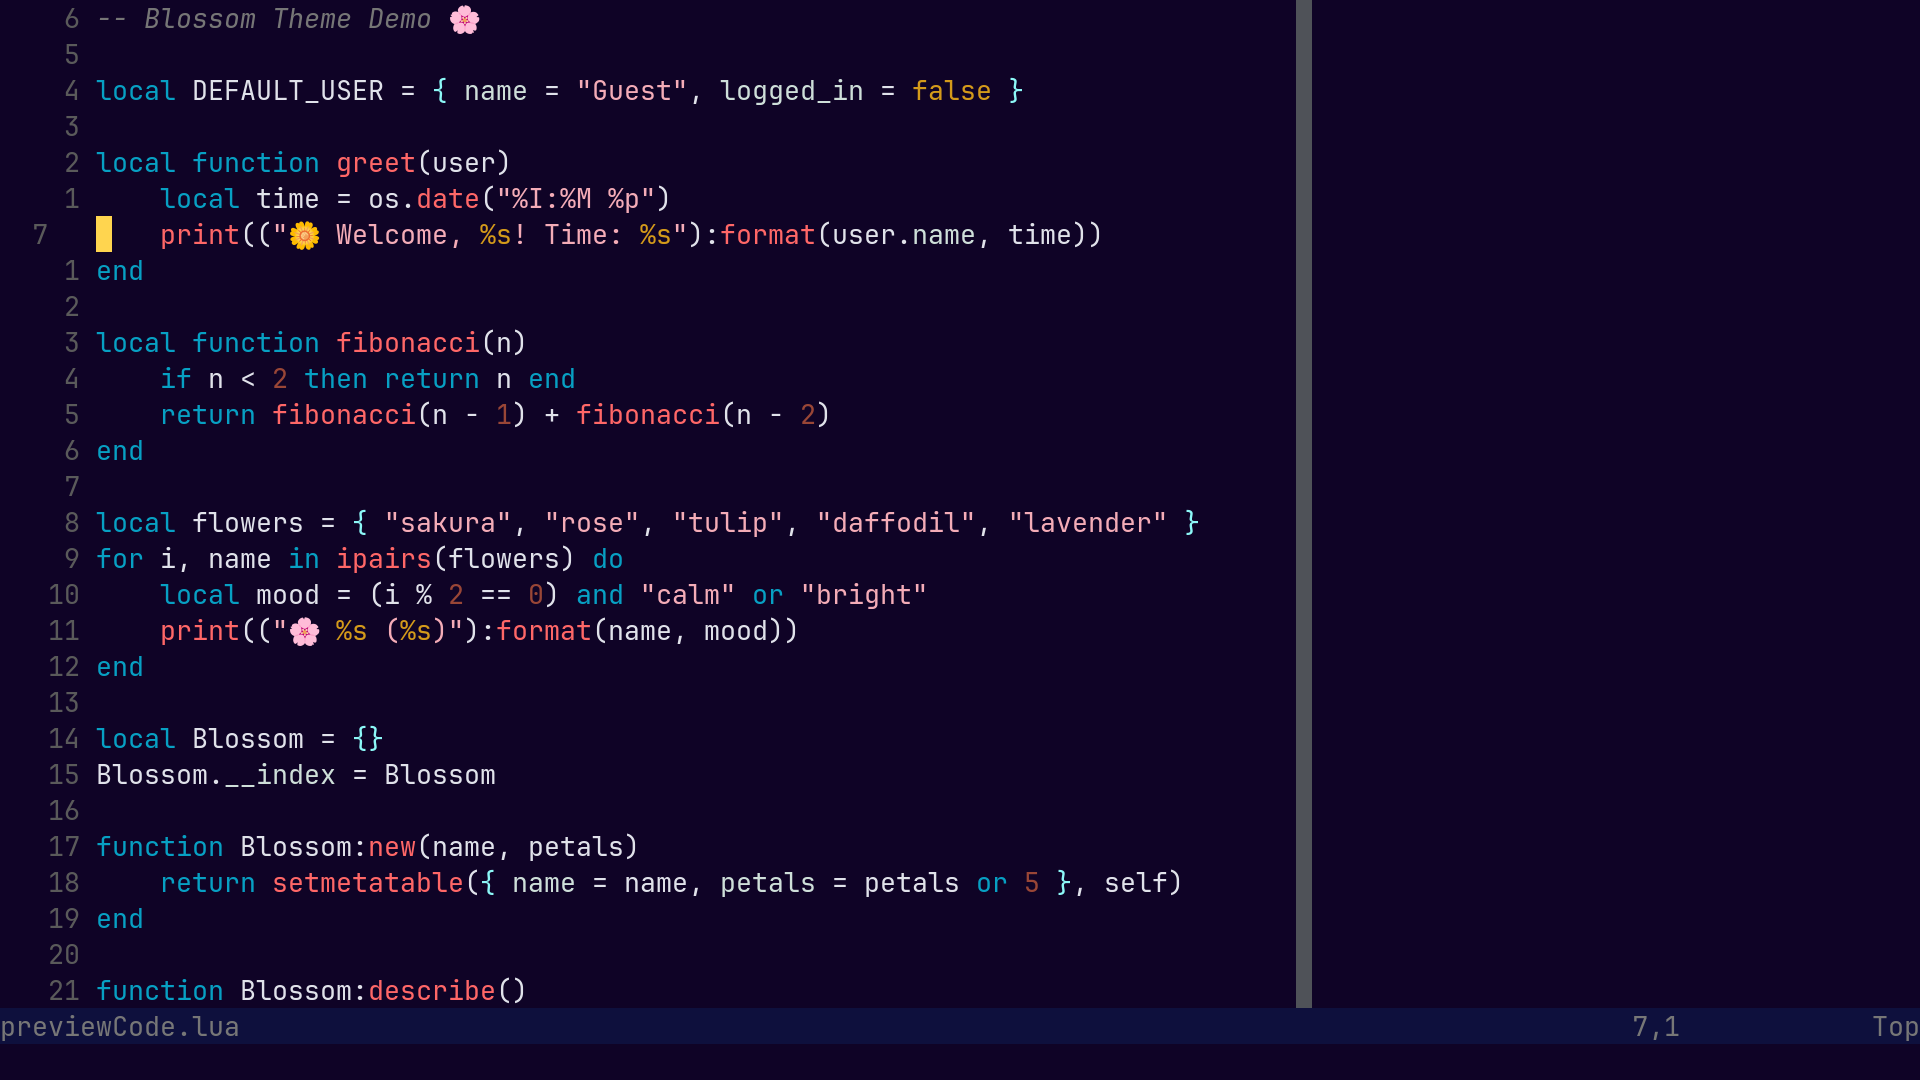 6 -- Blossom Theme Demo 🌸
5
4 local DEFAULT_USER = { name = "Guest", logged_in = false }
3
2 local function greet(user)
1     local time = os.date("%I:%M %p")
7       print(("🌼 Welcome, %s! Time: %s"):format(user.name, time))
1 end
2
3 local function fibonacci(n)
4     if n < 2 then return n end
5     return fibonacci(n - 1) + fibonacci(n - 2)
6 end
7
8 local flowers = { "sakura", "rose", "tulip", "daffodil", "lavender" }
9 for i, name in ipairs(flowers) do
10     local mood = (i % 2 == 0) and "calm" or "bright"
11     print(("🌸 %s (%s)"):format(name, mood))
12 end
13
14 local Blossom = {}
15 Blossom.__index = Blossom
16
17 function Blossom:new(name, petals)
18     return setmetatable({ name = name, petals = petals or 5 }, self)
19 end
20
21 function Blossom:describe()
previewCode.lua 7,1 Top